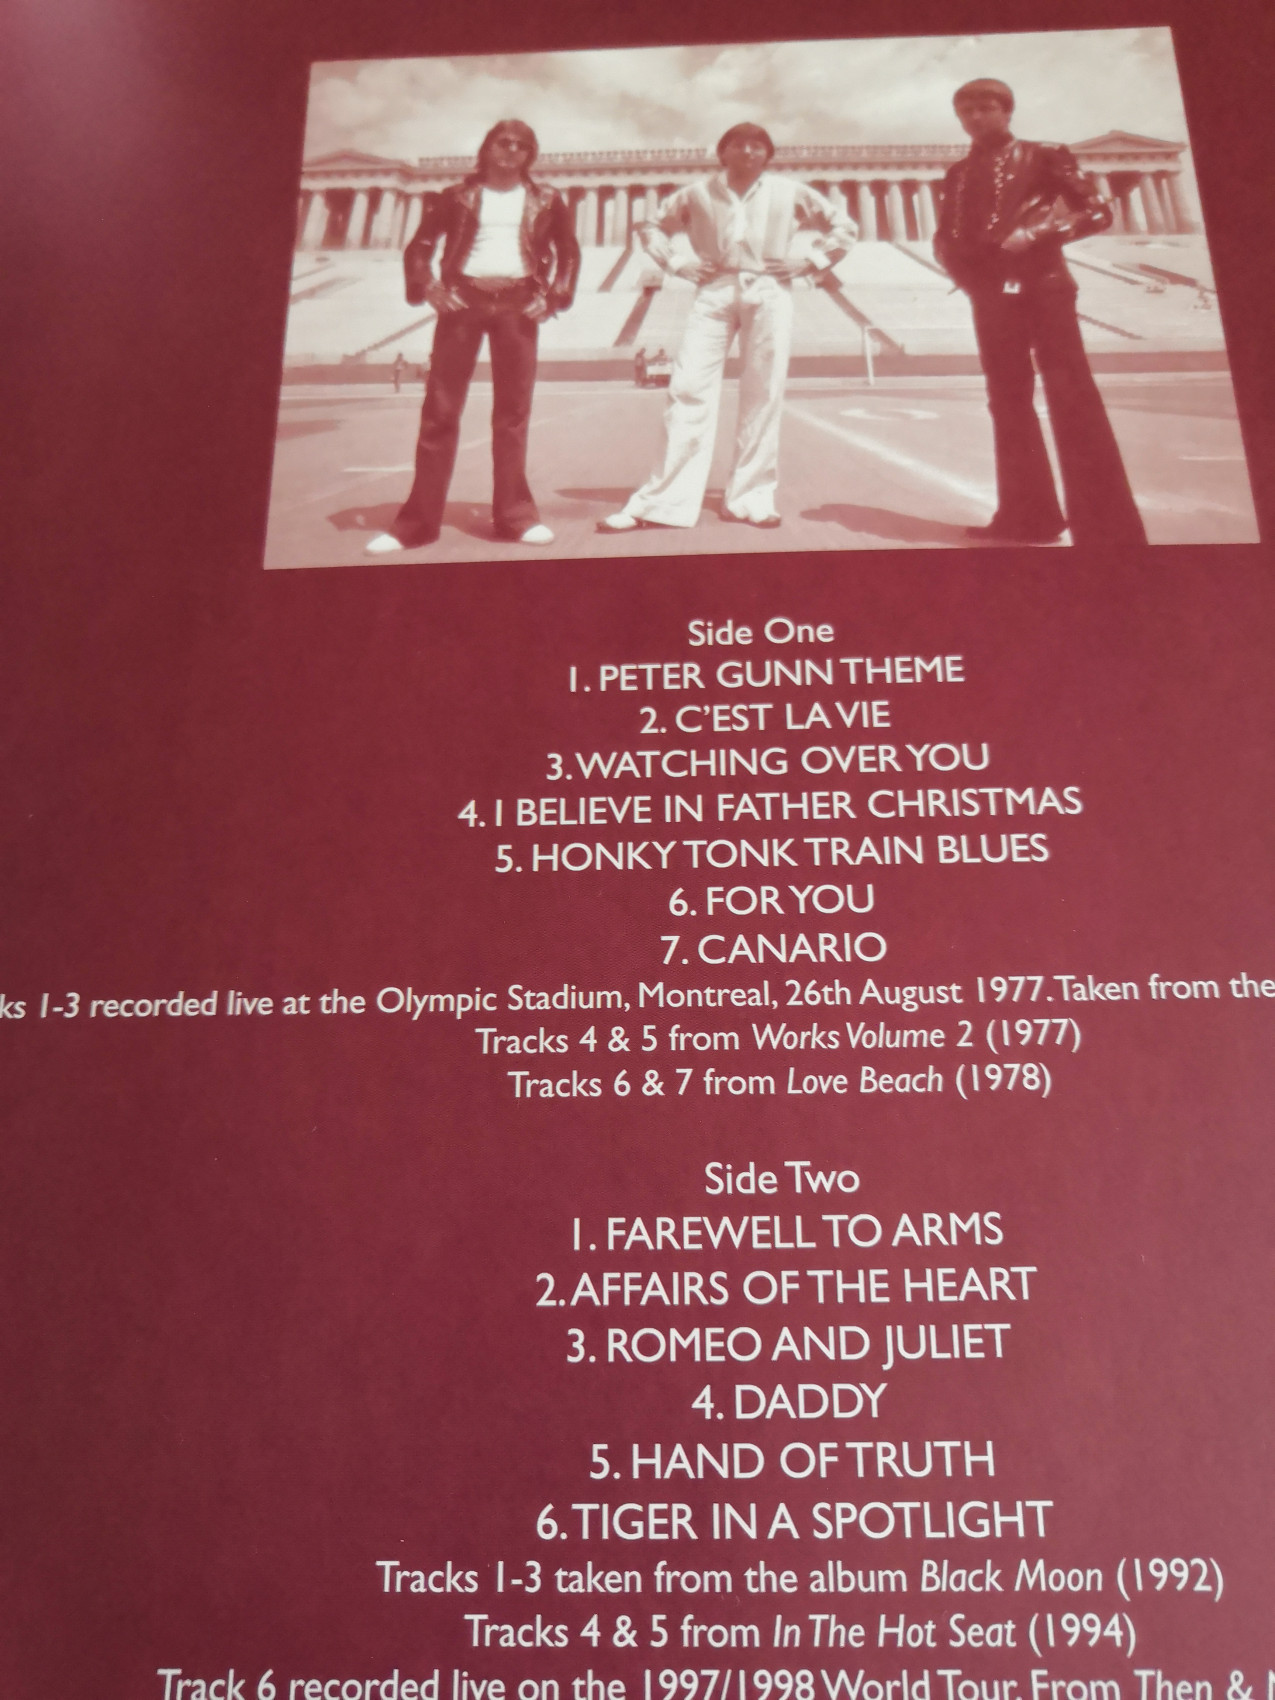 Side One
1. PETER GUNN THEME
2. C'EST LA VIE
3. WATCHING OVER YOU
4. I BELIEVE IN FATHER CHRISTMAS
5. HONKY TONK TRAIN BLUES
6. FOR YOU
7. CANARIO
1-3 recorded live at the Olympic Stadium, Montreal, 26th August 1977. Taken from the
Tracks 4 & 5 from Works Volume 2 (1977)
Tracks 6 & 7 from Love Beach (1978)
Side Two
1. FAREWELL TO ARMS
2. AFFAIRS OF THE HEART
3. ROMEO AND JULIET
4. DADDY
5. HAND OF TRUTH
6. TIGER IN A SPOTLIGHT
Tracks 1-3 taken from the album Black Moon (1992)
Tracks 4 & 5 from In The Hot Seat (1994)
Track 6 recorded live on the 1997/1998 World Tour. From Then &